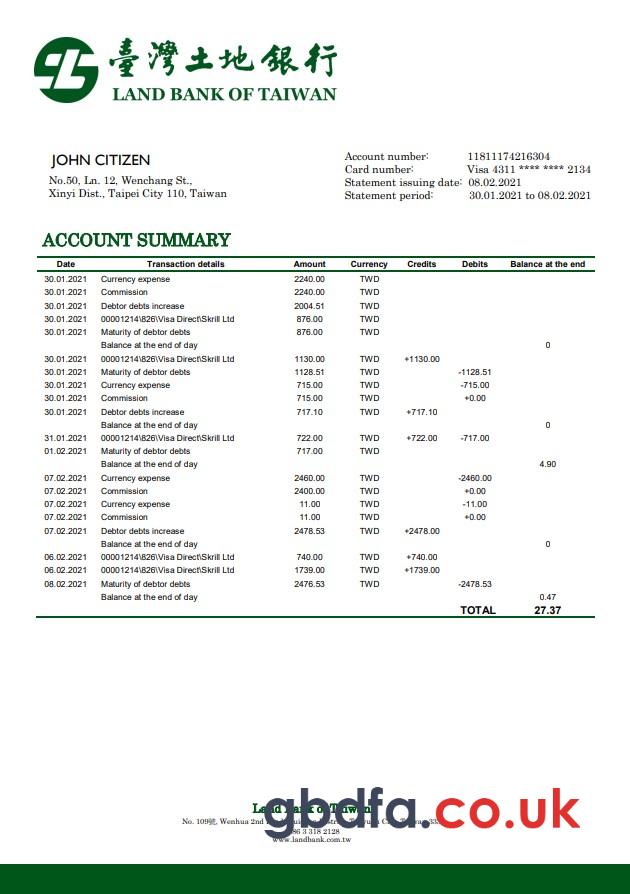 臺灣土地銀行
LAND BANK OF TAIWAN
JOHN CITIZEN
No.50, Ln. 12, Wenchang St.,
Xinyi Dist., Taipei City 110, Taiwan
Account number: 11811174216304
Card number: Visa 4311 **** **** 2134
Statement issuing date: 08.02.2021
Statement period: 30.01.2021 to 08.02.2021
ACCOUNT SUMMARY
Date Transaction details Amount Currency Credits Debits Balance at the end
30.01.2021 Currency expense 2240.00 TWD
30.01.2021 Commission 2240.00 TWD
30.01.2021 Debtor debts increase 2004.51 TWD
30.01.2021 00001214\826\Visa Direct\Skrill Ltd 876.00 TWD
30.01.2021 Maturity of debtor debts 876.00 TWD
Balance at the end of day 0
30.01.2021 00001214\826\Visa Direct\Skrill Ltd 1130.00 TWD +1130.00
30.01.2021 Maturity of debtor debts 1128.51 TWD -1128.51
30.01.2021 Currency expense 715.00 TWD -715.00
30.01.2021 Commission 715.00 TWD +0.00
30.01.2021 Debtor debts increase 717.10 TWD +717.10
Balance at the end of day 0
31.01.2021 00001214\826\Visa Direct\Skrill Ltd 722.00 TWD +722.00 -717.00
01.02.2021 Maturity of debtor debts 717.00 TWD
Balance at the end of day 4.90
07.02.2021 Currency expense 2460.00 TWD -2460.00
07.02.2021 Commission 2400.00 TWD +0.00
07.02.2021 Currency expense 11.00 TWD -11.00
07.02.2021 Commission 11.00 TWD +0.00
07.02.2021 Debtor debts increase 2478.53 TWD +2478.00
Balance at the end of day 0
06.02.2021 00001214\826\Visa Direct\Skrill Ltd 740.00 TWD +740.00
06.02.2021 00001214\826\Visa Direct\Skrill Ltd 1739.00 TWD +1739.00
08.02.2021 Maturity of debtor debts 2476.53 TWD -2478.53
Balance at the end of day 0.47
TOTAL 27.37
Land Bank of Taiwan
gbdfa.co.uk
No. 109號, Wenhua 2nd
3 318 2128
www.landbank.com.tw